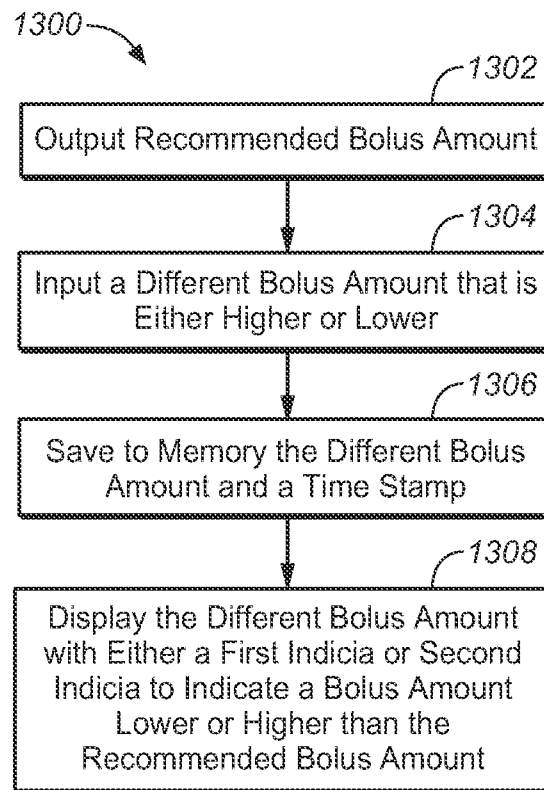 1300
1302
Output Recommended Bolus Amount
1304
Input a Different Bolus Amount that is
Either Higher or Lower
1306
Save to Memory the Different Bolus
Amount and a Time Stamp
1308
Display the Different Bolus Amount
with Either a First Indicia or Second
Indicia to Indicate a Bolus Amount
Lower or Higher than the
Recommended Bolus Amount